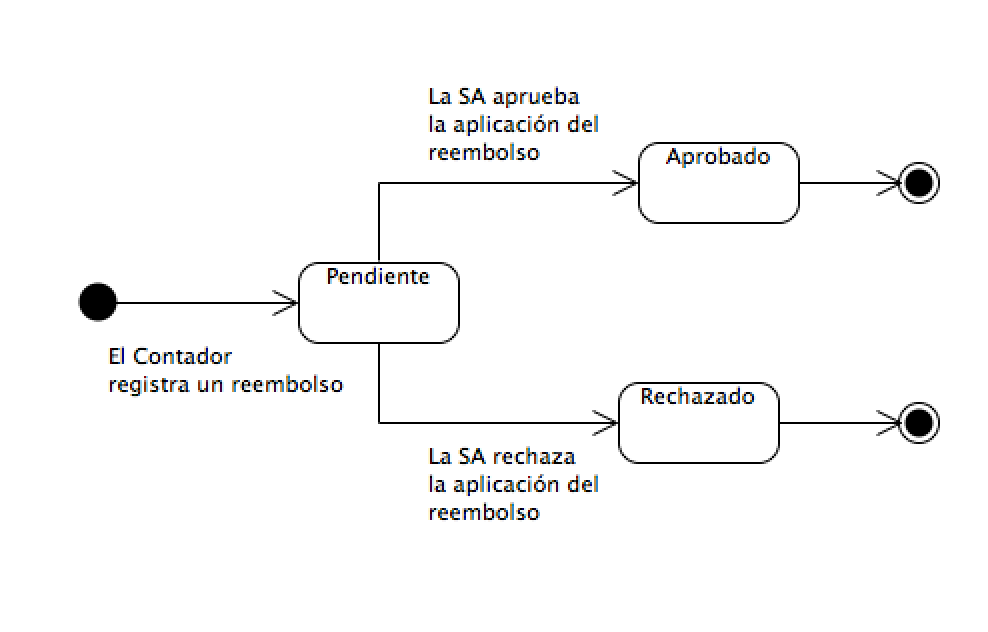 La SA aprueba
la aplicación del
reembolso
Aprobado
Pendiente
El Contador
registra un reembolso
Rechazado
La SA rechaza
la aplicación del
reembolso